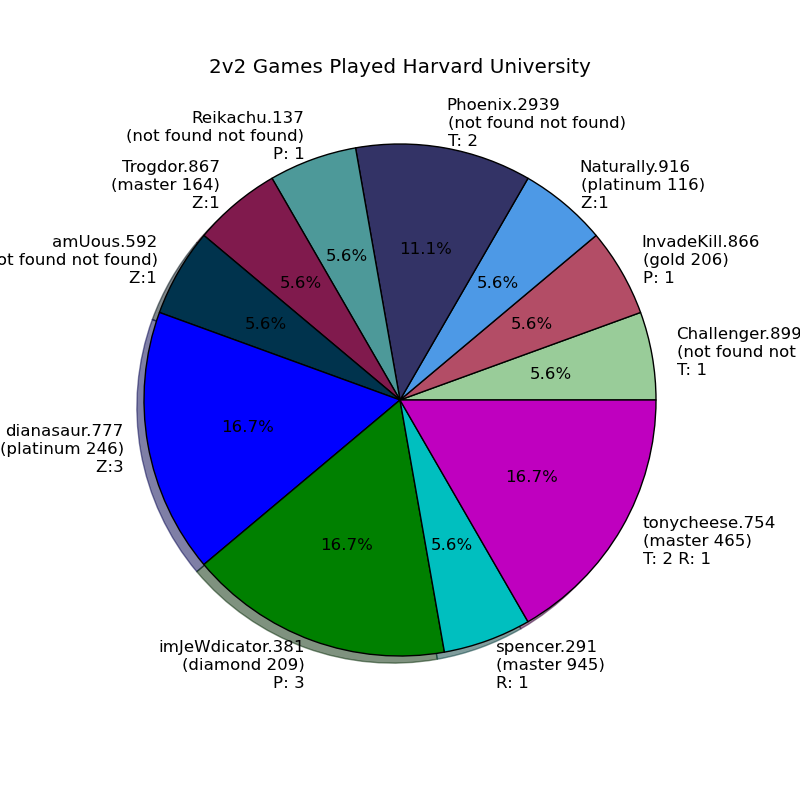 2v2 Games Played Harvard University
Phoenix.2939
(not found not found)
T: 2
Reikachu.137
(not found not found)
P: 1
Trogdor.867
(master 164)
Z:1
Naturally.916
(platinum 116)
Z:1
amUous.592
ot found not found)
Z:1
InvadeKill.866
(gold 206)
P: 1
Challenger.899
(not found not
T: 1
11.1%
5.6%
5.6%
5.6%
5.6%
5.6%
5.6%
dianasaur.777
(platinum 246)
Z:3
16.7%
16.7%
16.7%
5.6%
tonycheese.754
(master 465)
T: 2 R: 1
imJeWdicator.381
(diamond 209)
P: 3
spencer.291
(master 945)
R: 1